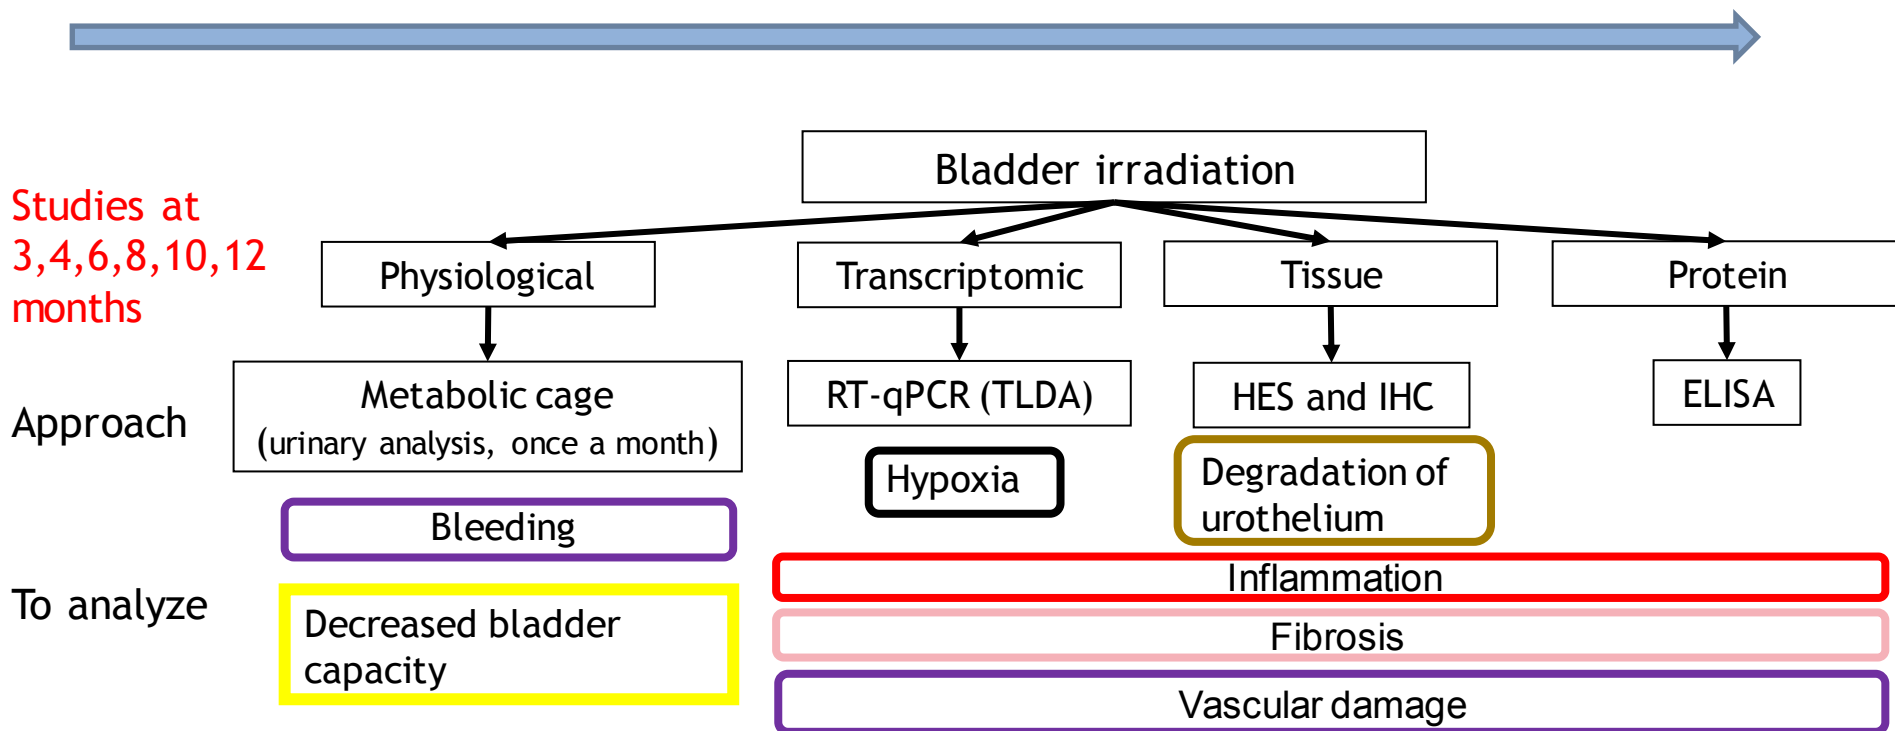 Bladder irradiation
Studies at
3,4,6,8,10,12
months
Physiological
Transcriptomic
Tissue
Protein
Approach
Metabolic cage
(urinary analysis, once a month)
RT-qPCR (TLDA)
HES and IHC
ELISA
To analyze
Bleeding
Decreased bladder
capacity
Hypoxia
Degradation of
urothelium
Inflammation
Fibrosis
Vascular damage